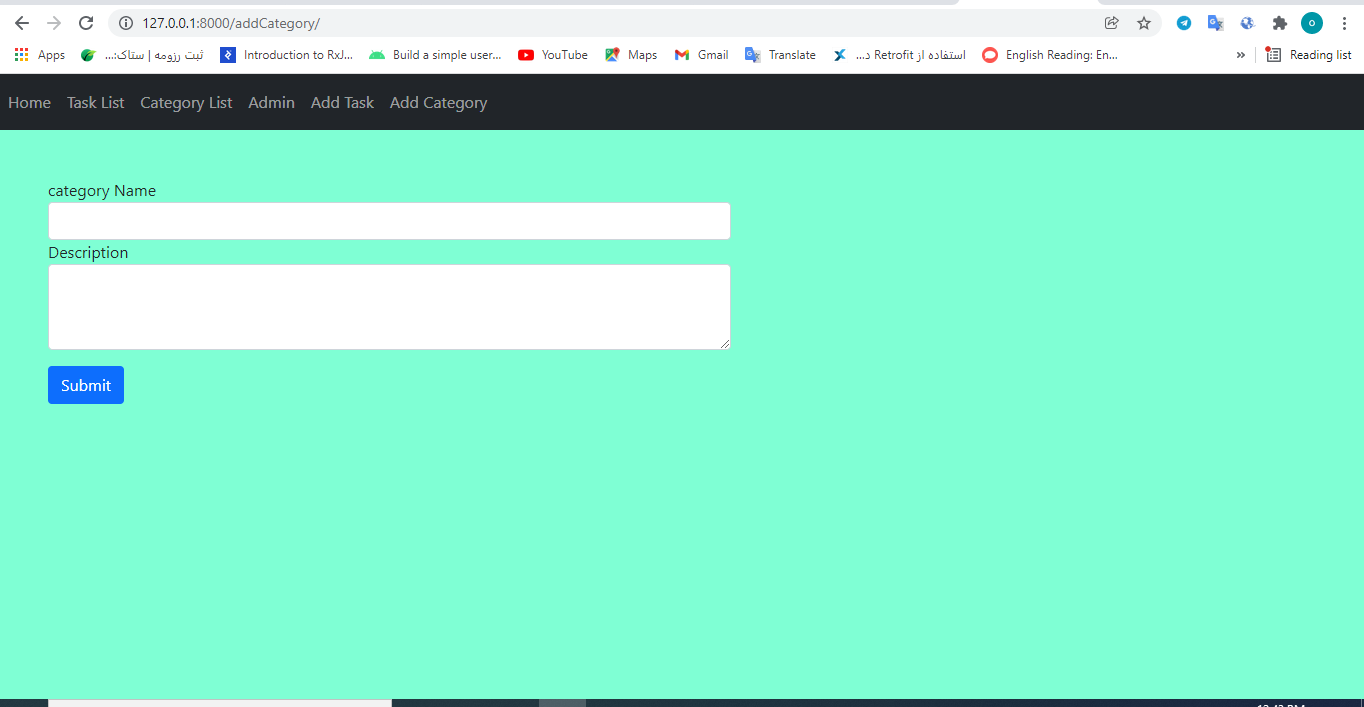 127.0.0.1:8000/addCategory/
o
Apps ثبت رزومه | ستاک:... Introduction to RxJ... Build a simple user... YouTube Maps Gmail Translate استفاده از Retrofit د... English Reading: En... » Reading list
Home Task List Category List Admin Add Task Add Category
category Name
Description
Submit